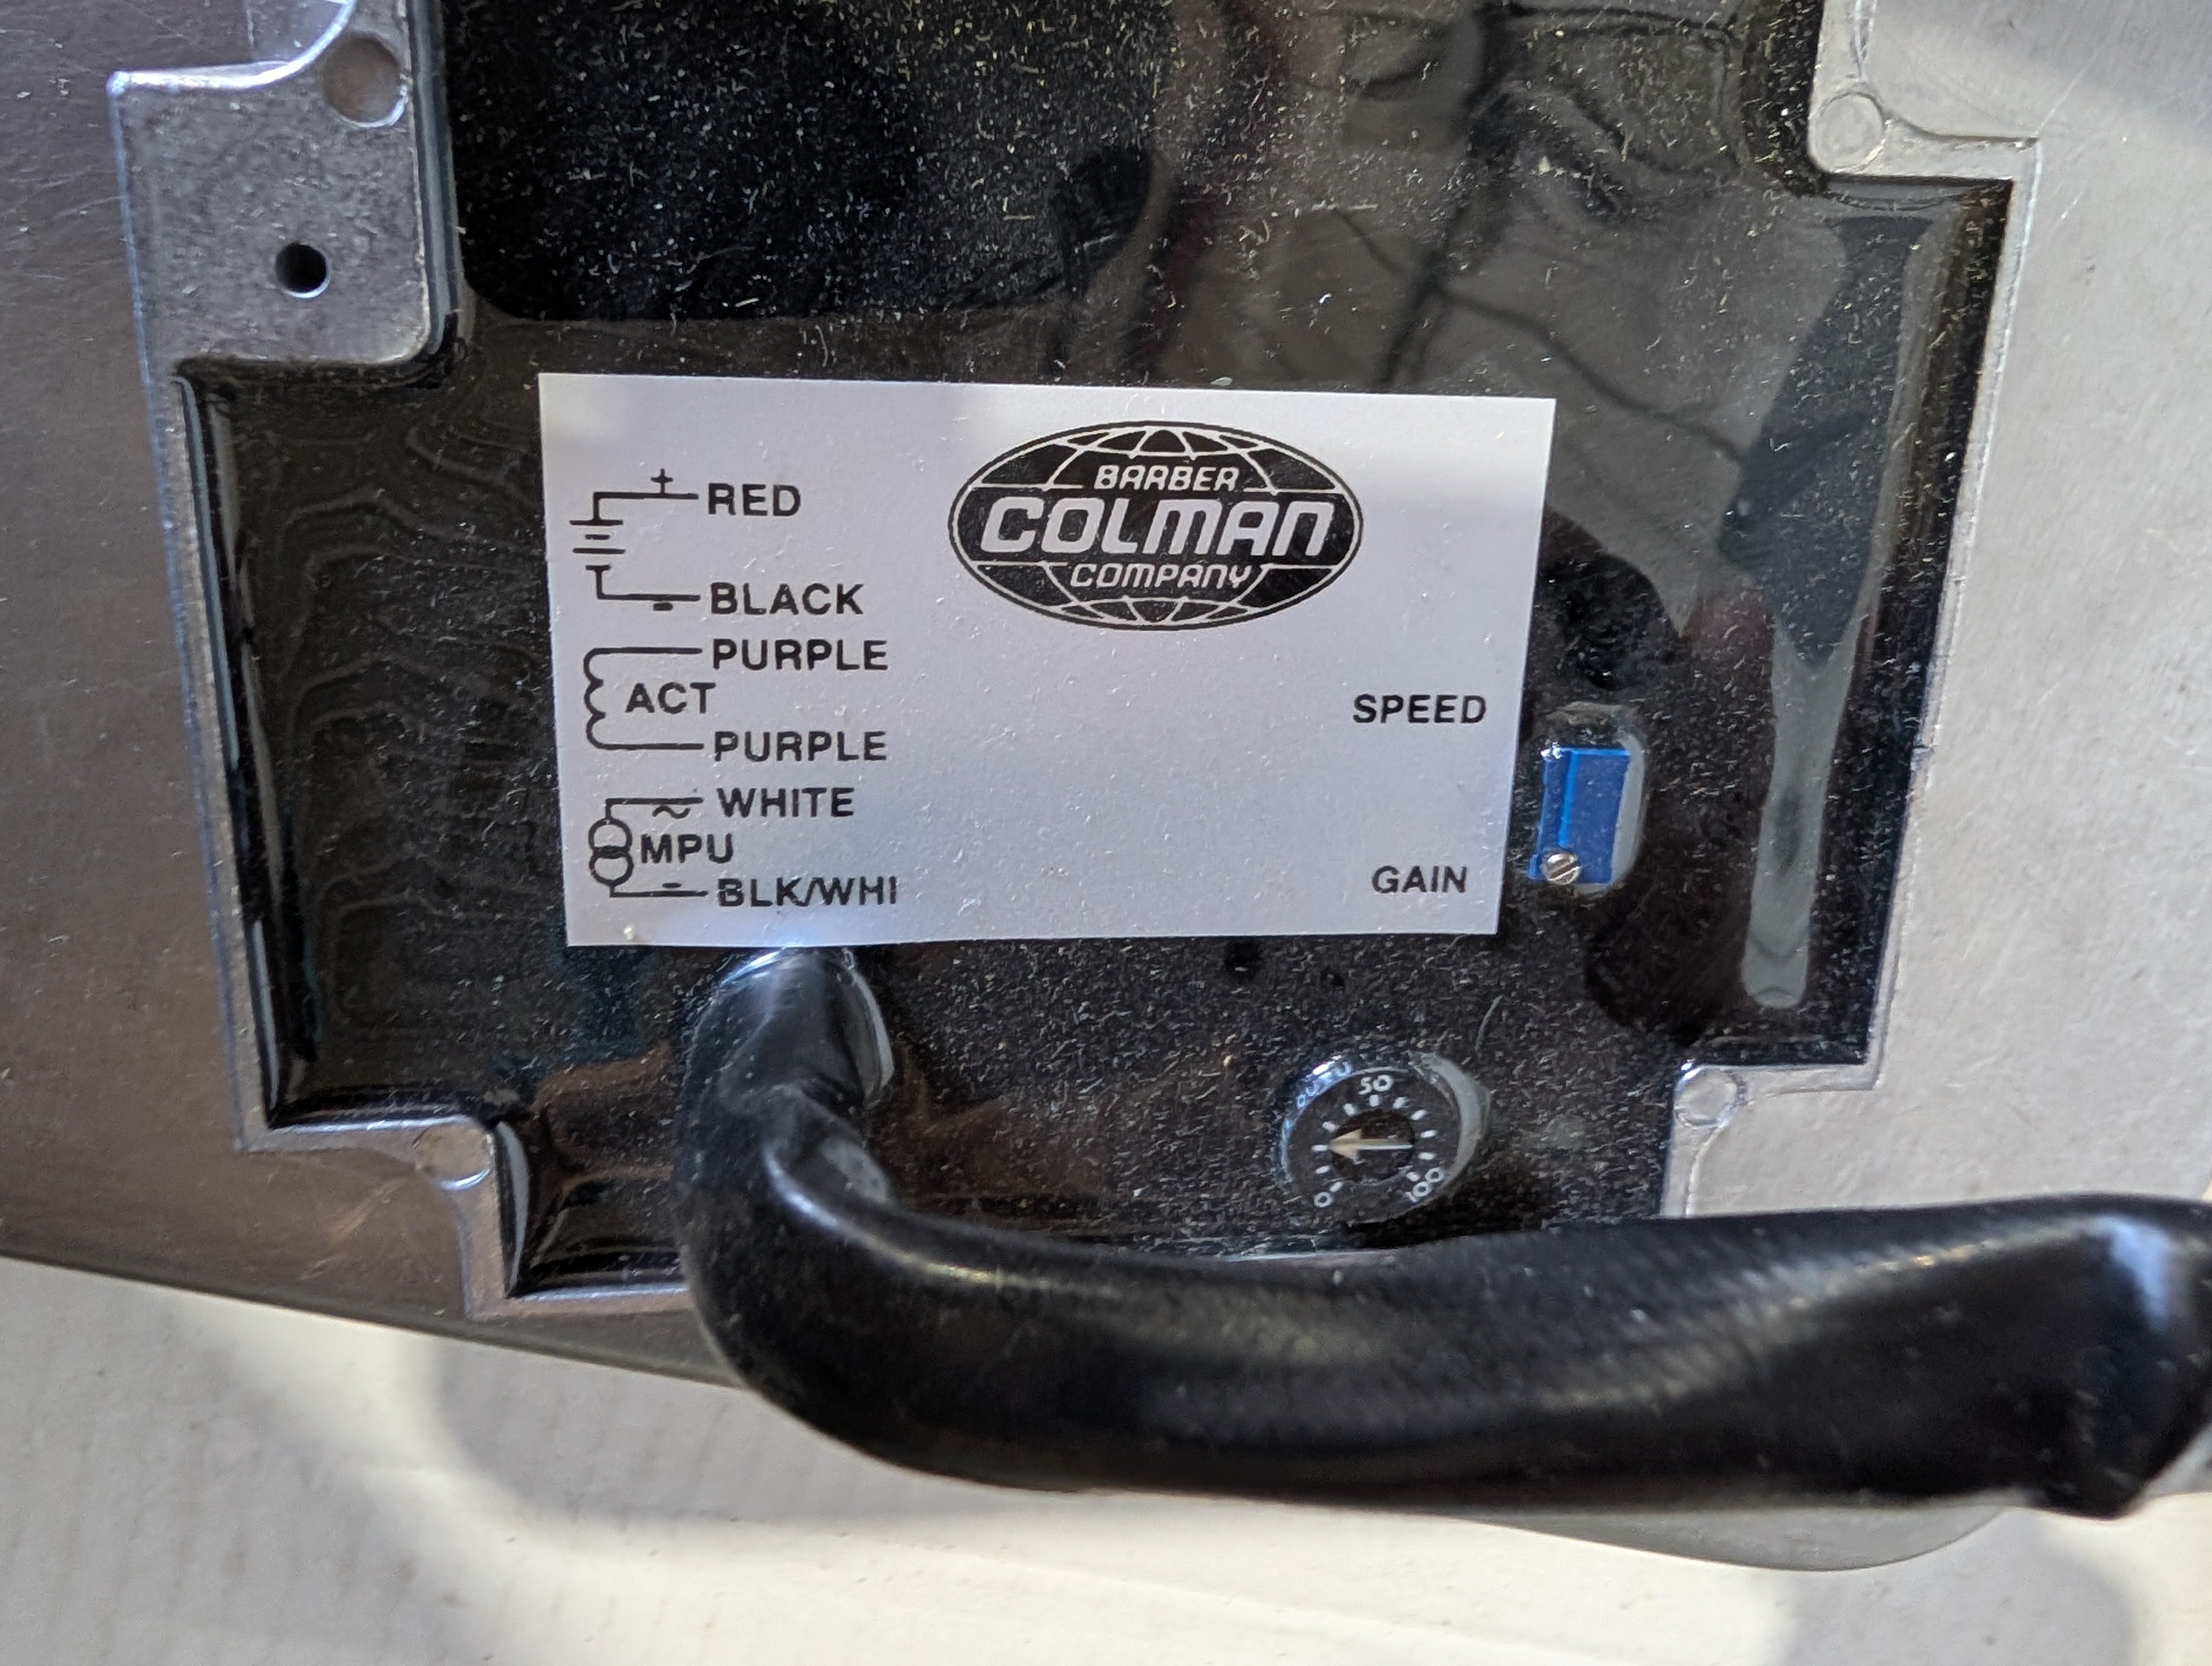 +
RED
BARBER
COLMAN
COMPANY
- BLACK
PURPLE
ACT
PURPLE
SPEED
~ WHITE
MPU
- BLK/WHI
GAIN
50
0
100